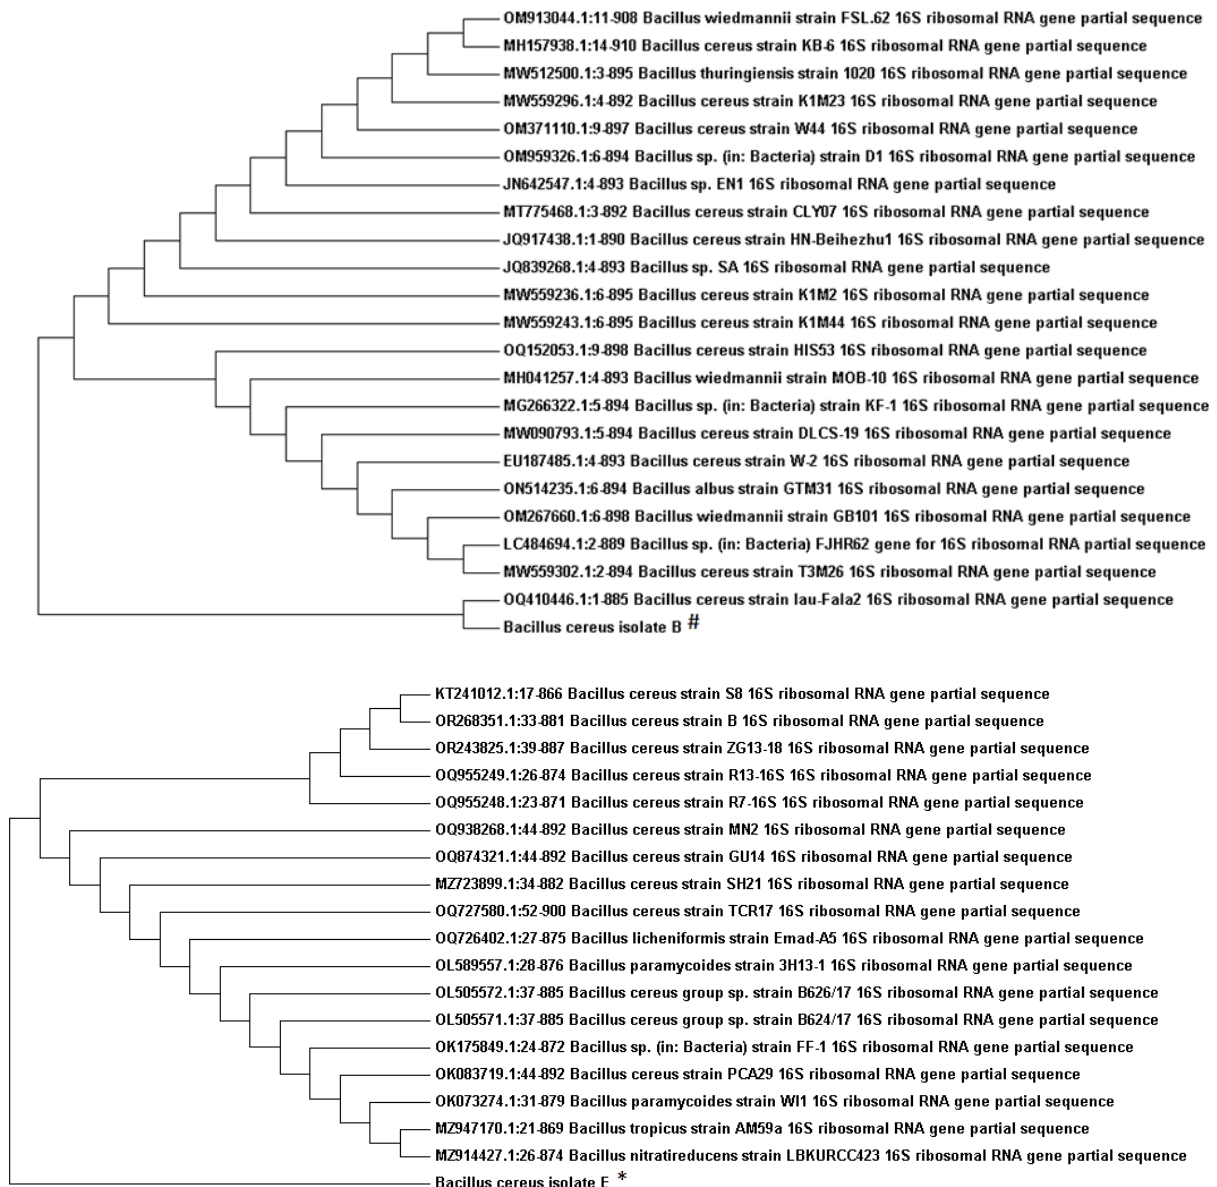 OM913044.1:11-908 Bacillus wiedmannii strain FSL.62 16S ribosomal RNA gene partial sequence
MH157938.1:14-910 Bacillus cereus strain KB-6 16S ribosomal RNA gene partial sequence
MW512500.1:3-895 Bacillus thuringiensis strain 1020 16S ribosomal RNA gene partial sequence
MW559296.1:4-892 Bacillus cereus strain K1M23 16S ribosomal RNA gene partial sequence
OM371110.1:9-897 Bacillus cereus strain W44 16S ribosomal RNA gene partial sequence
OM959326.1:6-894 Bacillus sp. (in: Bacteria) strain D1 16S ribosomal RNA gene partial sequence
JN642547.1:4-893 Bacillus sp. EN1 16S ribosomal RNA gene partial sequence
MT775468.1:3-892 Bacillus cereus strain CLY07 16S ribosomal RNA gene partial sequence
JQ917438.1:1-890 Bacillus cereus strain HN-Beihezhu1 16S ribosomal RNA gene partial sequence
JQ839268.1:4-893 Bacillus sp. SA 16S ribosomal RNA gene partial sequence
MW559236.1:6-895 Bacillus cereus strain K1M2 16S ribosomal RNA gene partial sequence
MW559243.1:6-895 Bacillus cereus strain K1M44 16S ribosomal RNA gene partial sequence
OQ152053.1:9-898 Bacillus cereus strain HIS53 16S ribosomal RNA gene partial sequence
MH041257.1:4-893 Bacillus wiedmannii strain MOB-10 16S ribosomal RNA gene partial sequence
MG266322.1:5-894 Bacillus sp. (in: Bacteria) strain KF-1 16S ribosomal RNA gene partial sequence
MW090793.1:5-894 Bacillus cereus strain DLCS-19 16S ribosomal RNA gene partial sequence
EU187485.1:4-893 Bacillus cereus strain W-2 16S ribosomal RNA gene partial sequence
ON514235.1:6-894 Bacillus albus strain GTM31 16S ribosomal RNA gene partial sequence
OM267660.1:6-898 Bacillus wiedmannii strain GB101 16S ribosomal RNA gene partial sequence
LC484694.1:2-889 Bacillus sp. (in: Bacteria) FJHR62 gene for 16S ribosomal RNA partial sequence
MW559302.1:2-894 Bacillus cereus strain T3M26 16S ribosomal RNA gene partial sequence
OQ410446.1:1-885 Bacillus cereus strain Iau-Fala2 16S ribosomal RNA gene partial sequence
Bacillus cereus isolate B #
KT241012.1:17-866 Bacillus cereus strain S8 16S ribosomal RNA gene partial sequence
OR268351.1:33-881 Bacillus cereus strain B 16S ribosomal RNA gene partial sequence
OR243825.1:39-887 Bacillus cereus strain ZG13-18 16S ribosomal RNA gene partial sequence
OQ955249.1:26-874 Bacillus cereus strain R13-16S 16S ribosomal RNA gene partial sequence
OQ955248.1:23-871 Bacillus cereus strain R7-16S 16S ribosomal RNA gene partial sequence
OQ938268.1:44-892 Bacillus cereus strain MN2 16S ribosomal RNA gene partial sequence
OQ874321.1:44-892 Bacillus cereus strain GU14 16S ribosomal RNA gene partial sequence
MZ723899.1:34-882 Bacillus cereus strain SH21 16S ribosomal RNA gene partial sequence
OQ727580.1:52-900 Bacillus cereus strain TCR17 16S ribosomal RNA gene partial sequence
OQ726402.1:27-875 Bacillus licheniformis strain Emad-A5 16S ribosomal RNA gene partial sequence
OL589557.1:28-876 Bacillus paramycoides strain 3H13-1 16S ribosomal RNA gene partial sequence
OL505572.1:37-885 Bacillus cereus group sp. strain B626/17 16S ribosomal RNA gene partial sequence
OL505571.1:37-885 Bacillus cereus group sp. strain B624/17 16S ribosomal RNA gene partial sequence
OK175849.1:24-872 Bacillus sp. (in: Bacteria) strain FF-1 16S ribosomal RNA gene partial sequence
OK083719.1:44-892 Bacillus cereus strain PCA29 16S ribosomal RNA gene partial sequence
OK073274.1:31-879 Bacillus paramycoides strain WI1 16S ribosomal RNA gene partial sequence
MZ947170.1:21-869 Bacillus tropicus strain AM59a 16S ribosomal RNA gene partial sequence
MZ914427.1:26-874 Bacillus nitratireducens strain LBKURCC423 16S ribosomal RNA gene partial sequence
Bacillus cereus isolate E *